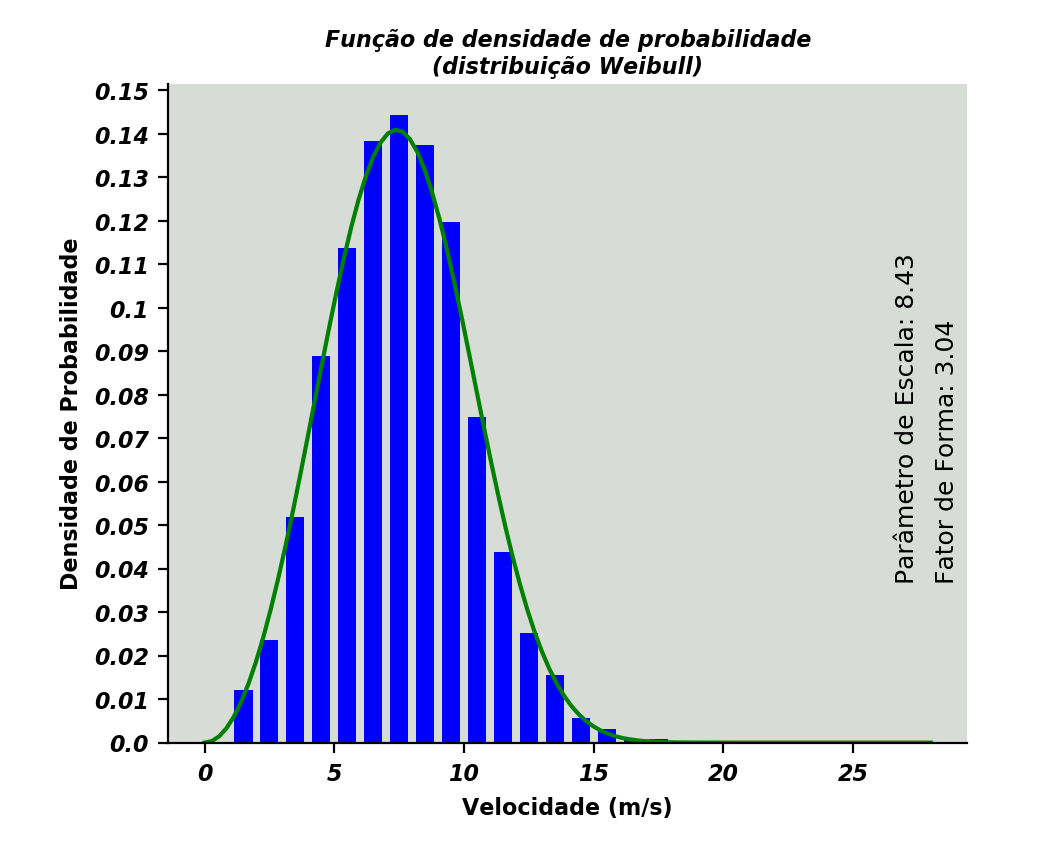 Função de densidade de probabilidade
(distribuição Weibull)
0.15
0.14
0.13
0.12
0.11
0.1
0.09
0.08
0.07
0.06
0.05
0.04
0.03
0.02
0.01
0.0
Densidade de Probabilidade
0 5 10 15 20 25
Velocidade (m/s)
Parâmetro de Escala: 8.43
Fator de Forma: 3.04